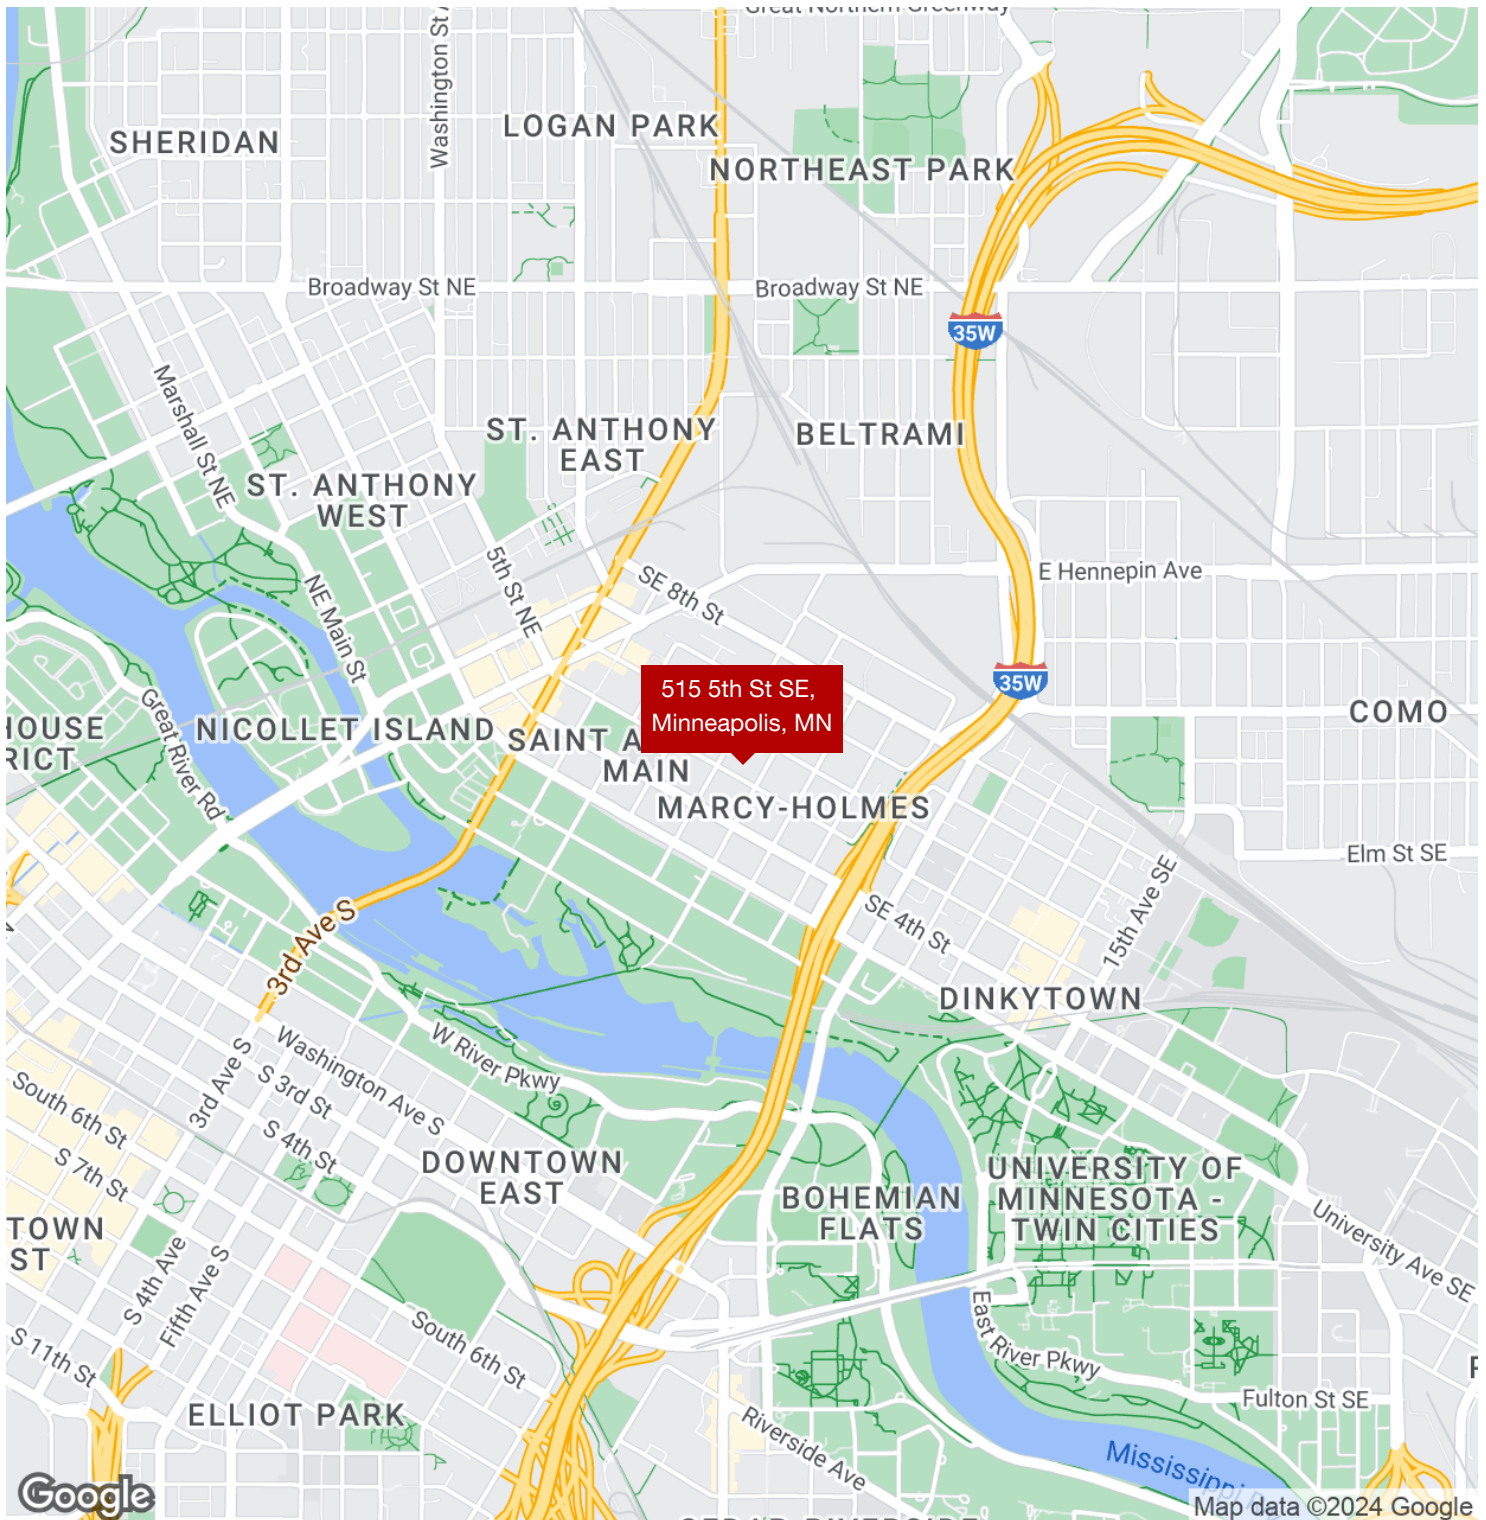 Great Northern Greenway
Washington St
LOGAN PARK
SHERIDAN
NORTHEAST PARK
Broadway St NE
Broadway St NE
35W
Marshall St NE
ST. ANTHONY
EAST
BELTRAMI
ST. ANTHONY
WEST
5th St NE
SE 8th St
E Hennepin Ave
NE Main St
35W
515 5th St SE,
Minneapolis, MN
Great River Rd
HOUSE
RICT
NICOLLET ISLAND
SAINT A
MAIN
COMO
MARCY-HOLMES
Elm St SE
15th Ave SE
SE 4th St
3rd Ave S
DINKYTOWN
W River Pkwy
Washington Ave S
S 3rd St
3rd Ave S
South 6th St
S 4th St
S 7th St
DOWNTOWN
EAST
UNIVERSITY OF
MINNESOTA -
TWIN CITIES
BOHEMIAN
FLATS
TOWN
ST
S 4th Ave
Fifth Ave S
University Ave SE
S 11th St
South 6th St
East River Pkwy
Fulton St SE
ELLIOT PARK
Riverside Ave
Mississippi
CEDAR-RIVERSIDE
Google
Map data ©2024 Google